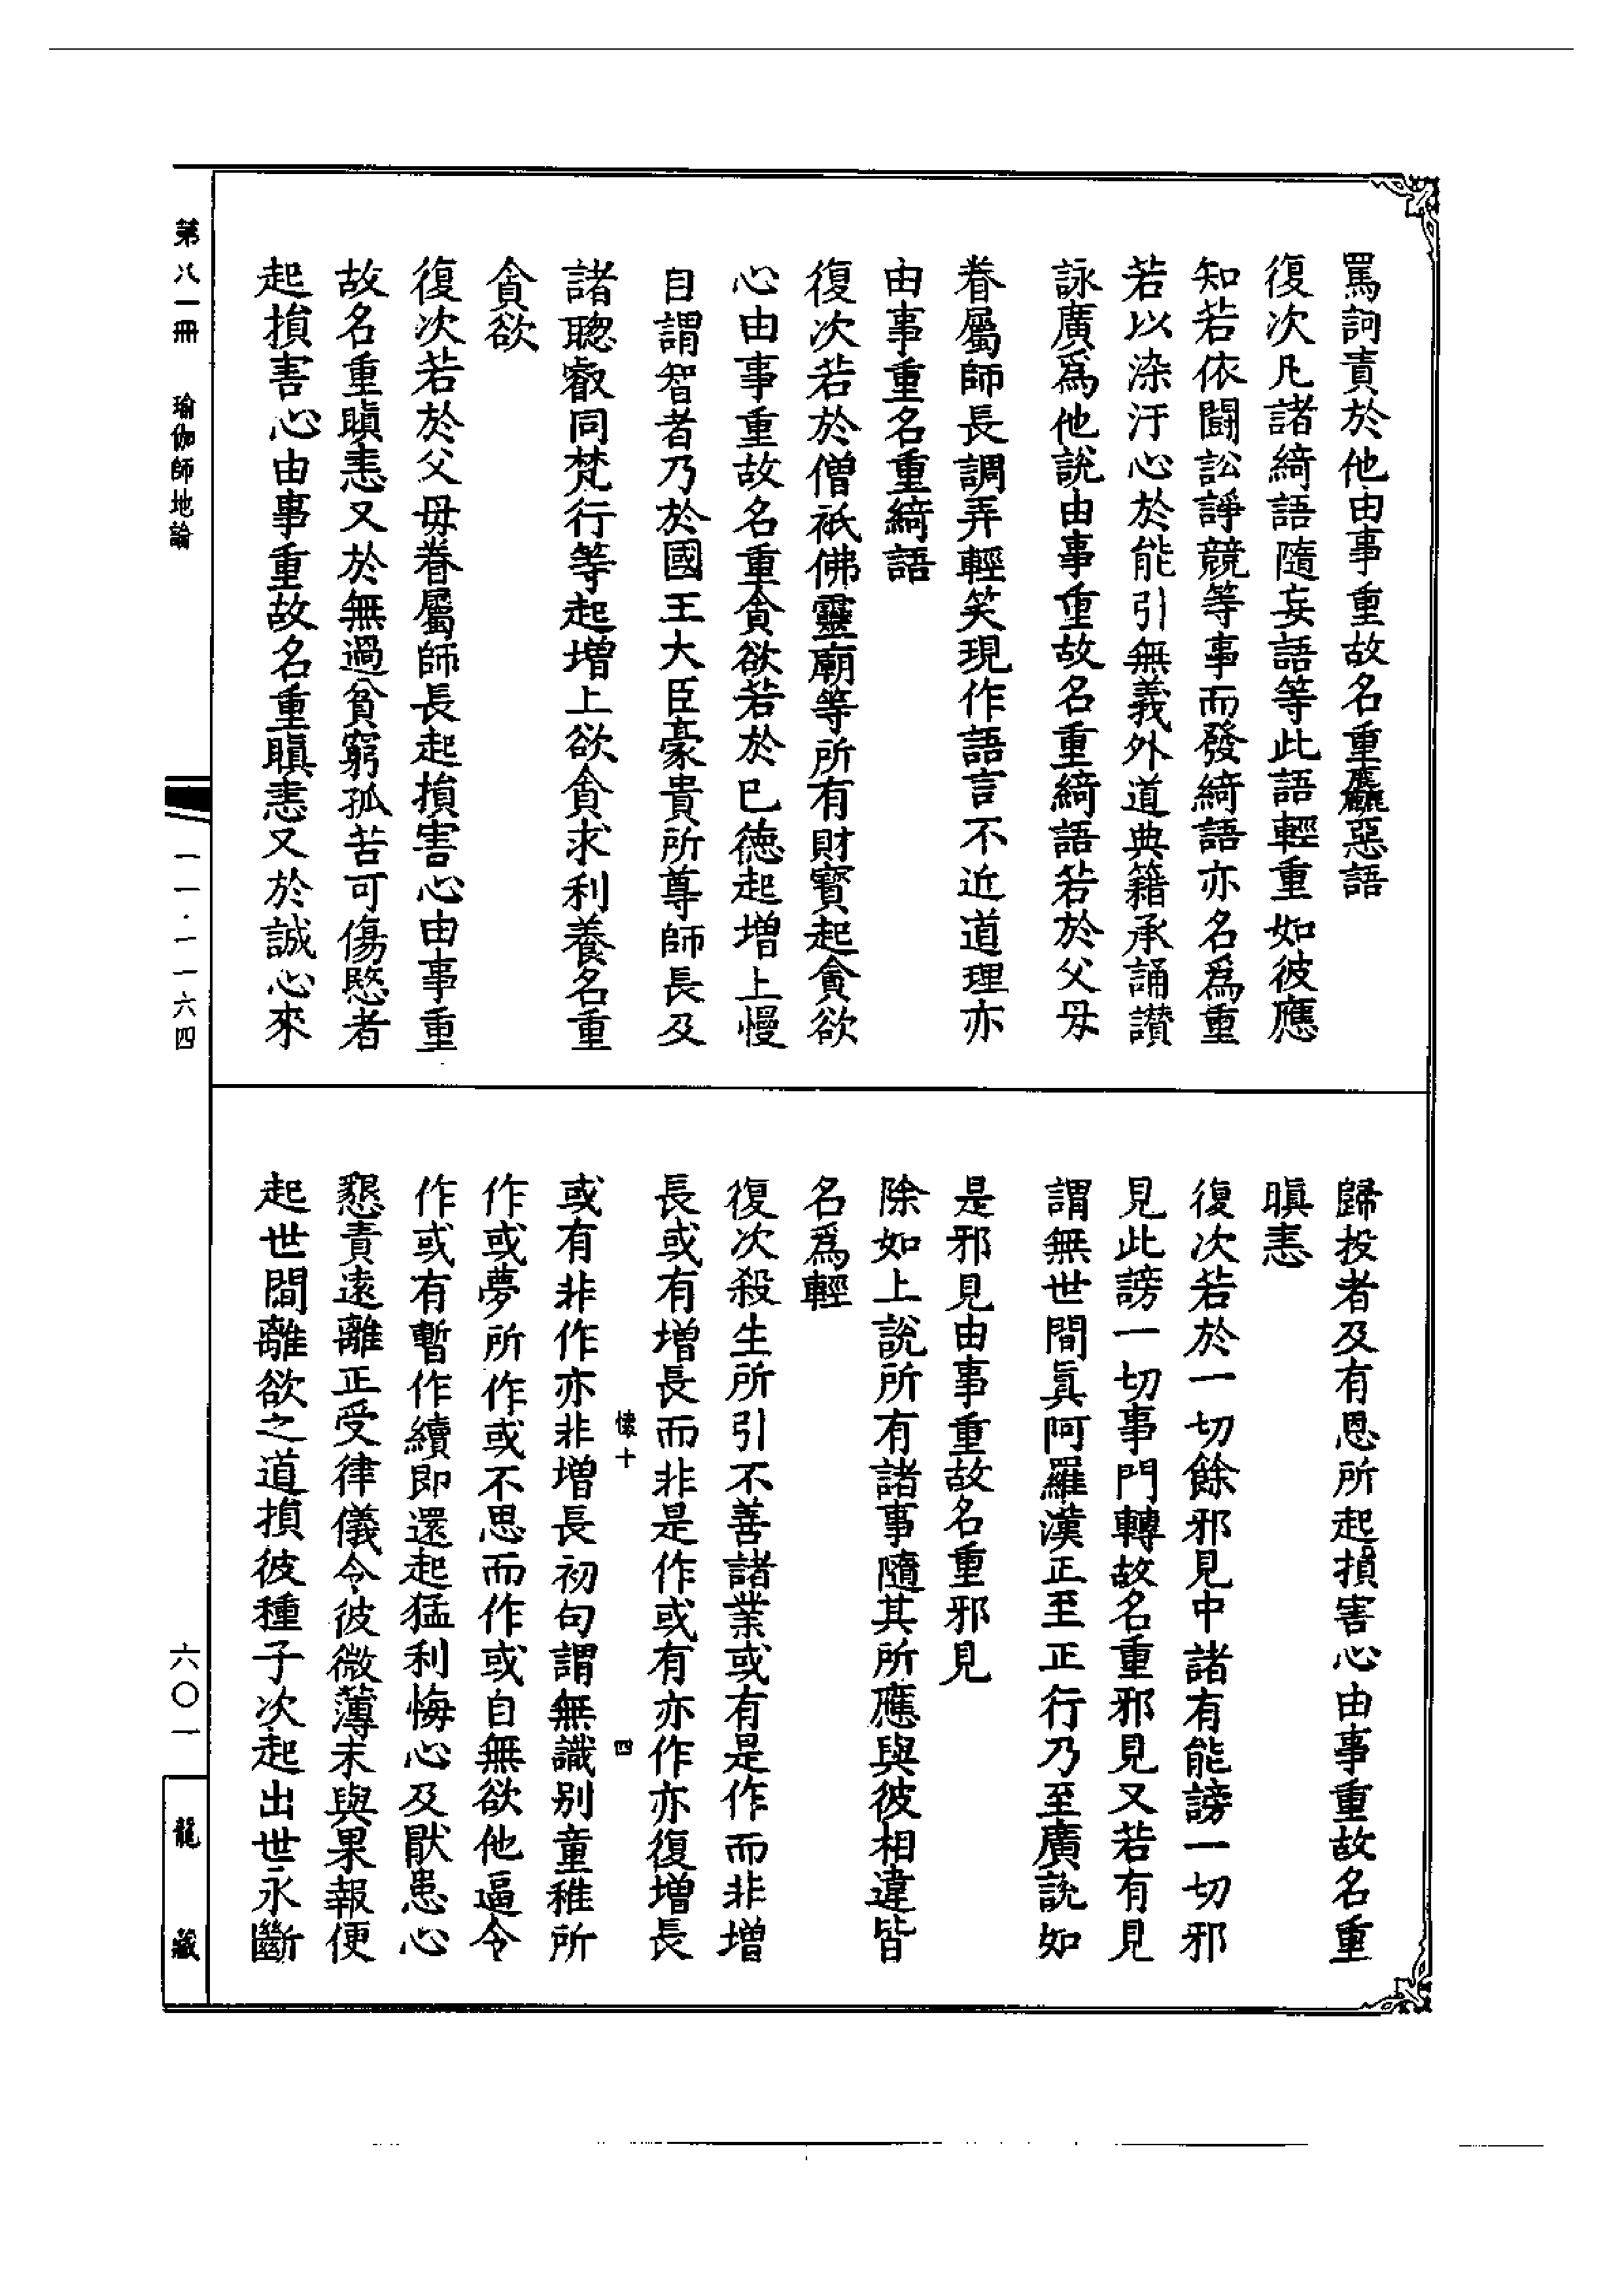 罵訶責於他由事重故名重麤惡語
復次凡諸綺語隨妄語等此語輕重如彼應
知若依鬪訟諍競等事而發綺語亦名爲重
若以染汙心於能引無義外道典籍承誦讚
詠廣爲他說由事重故名重綺語若於父母
眷屬師長調弄輕笑現作語言不近道理亦
由事重名重綺語
復次若於僧祇佛靈廟等所有財寳起貪欲
心由事重故名重貪欲若於已德起增上慢
自謂智者乃於國王大臣豪貴所尊師長及
諸聰叡同梵行等起增上欲貪求利養名重
貪欲
復次若於父母眷屬師長起損害心由事重
故名重瞋恚又於無過貧窮孤苦可傷愍者
起損害心由事重故名重瞋恚又於誠心來
歸投者及有恩所起損害心由事重故名重
瞋恚
復次若於一切餘邪見中諸有能謗一切邪
見此謗一切事門轉故名重邪見又若有見
謂無世間眞阿羅漢正至正行乃至廣說如
是邪見由事重故名重邪見
除如上說所有諸事隨其所應與彼相違皆
名爲輕
復次殺生所引不善諸業或有是作而非增
長或有增長而非是作或有亦作亦復增長
懐十 四
或有非作亦非增長初句謂無識别童稚所
作或夢所作或不思而作或自無欲他逼令
作或有暫作續即還起猛利悔心及猒患心
懇責遠離正受律儀令彼微薄未與果報便
起世間離欲之道損彼種子次起出世永斷
第八一冊 瑜伽師地論 一一·一一六四 六〇一 龍藏